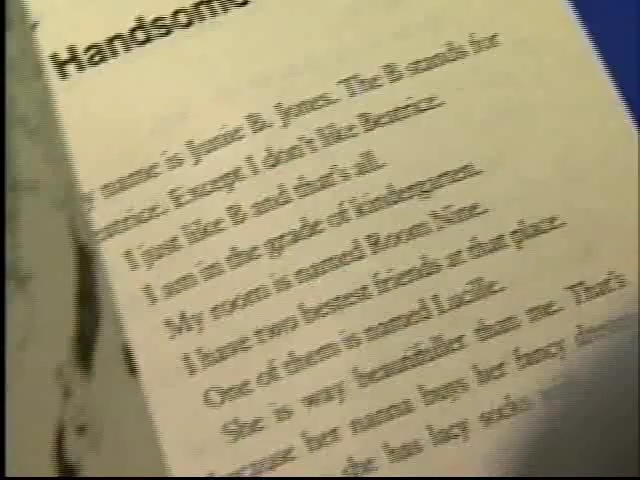 Handsome
name is Junie B. Jones. The B stands for
Beatrice. Except I don't like Beatrice.
I just like B and that's all.
I am in the grade of kindergarten.
My room is named Room Nine.
I have two bestest friends at that place.
One of them is named Lucille.
She is way beautifuller than me. That's
because her nanna buys her fancy
she has lacy socks